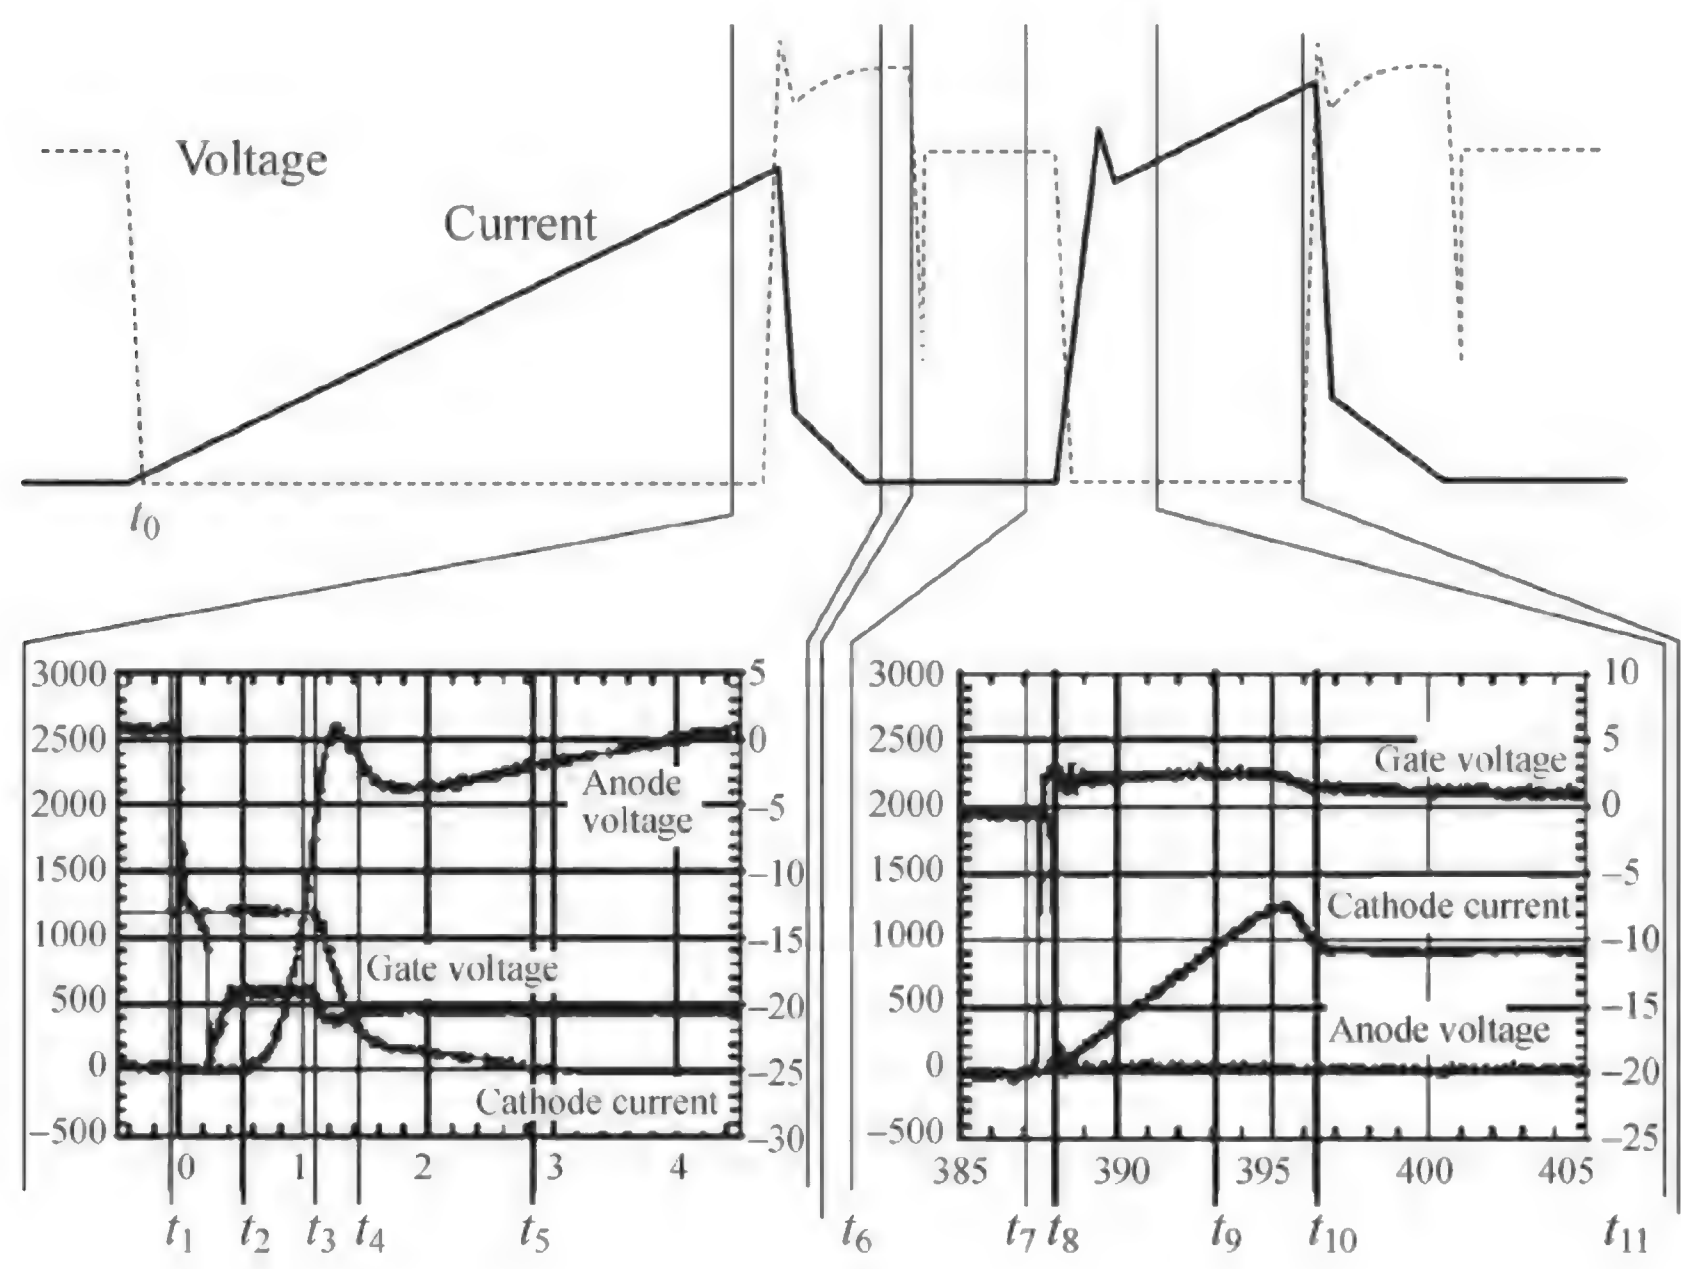 Voltage
Current
t0
3000
2500
2000
1500
1000
500
0
−500
5
0
−5
−10
−15
−20
−25
−30
Anode
voltage
Gate voltage
Cathode current
0 1 2 3 4
t1 t2 t3 t4 t5 t6
3000
2500
2000
1500
1000
500
0
−500
10
5
0
−5
−10
−15
−20
−25
Gate voltage
Cathode current
Anode voltage
385 390 395 400 405
t7 t8 t9 t10 t11